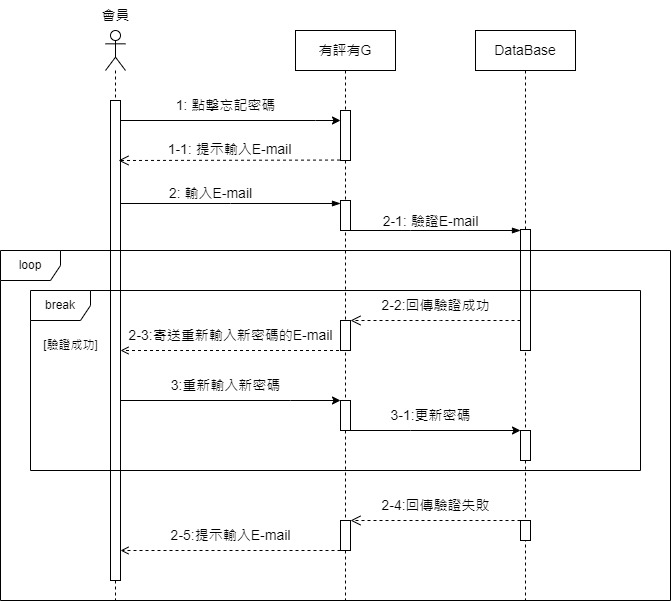 會員
有評有G
DataBase
1: 點擊忘記密碼
1-1: 提示輸入E-mail
2: 輸入E-mail
2-1: 驗證E-mail
loop
break
2-2:回傳驗證成功
2-3:寄送重新輸入新密碼的E-mail
[驗證成功]
3:重新輸入新密碼
3-1:更新密碼
2-4:回傳驗證失敗
2-5:提示輸入E-mail